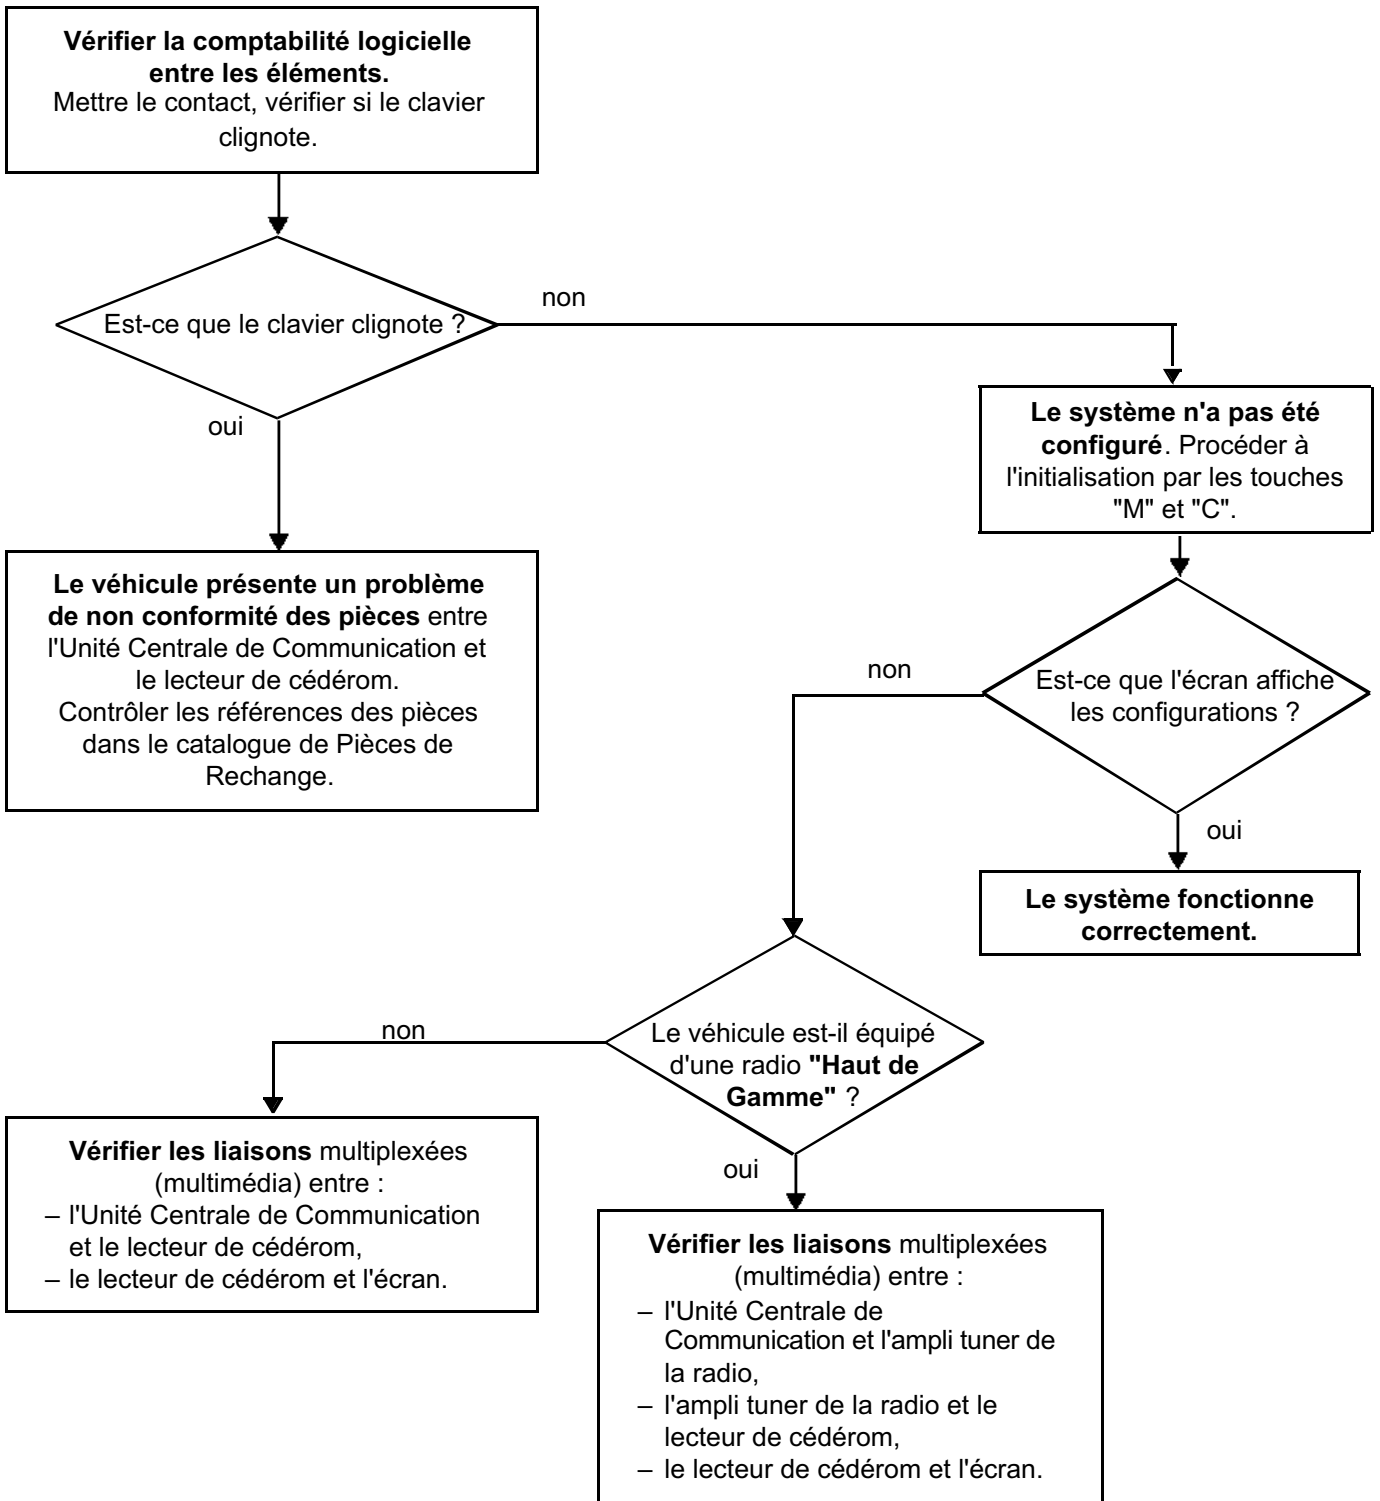 Vérifier la comptabilité logicielle
entre les éléments.
Mettre le contact, vérifier si le clavier
clignote.
Est-ce que le clavier clignote ?
non
oui
Le système n'a pas été
configuré. Procéder à
l'initialisation par les touches
"M" et "C".
Le véhicule présente un problème
de non conformité des pièces entre
l'Unité Centrale de Communication et
le lecteur de cédérom.
Contrôler les références des pièces
dans le catalogue de Pièces de
Rechange.
Est-ce que l'écran affiche
les configurations ?
non
oui
Le système fonctionne
correctement.
Le véhicule est-il équipé
d'une radio "Haut de
Gamme" ?
non
oui
Vérifier les liaisons multiplexées
(multimédia) entre :
– l'Unité Centrale de Communication
et le lecteur de cédérom,
– le lecteur de cédérom et l'écran.
Vérifier les liaisons multiplexées
(multimédia) entre :
– l'Unité Centrale de
Communication et l'ampli tuner de
la radio,
– l'ampli tuner de la radio et le
lecteur de cédérom,
– le lecteur de cédérom et l'écran.